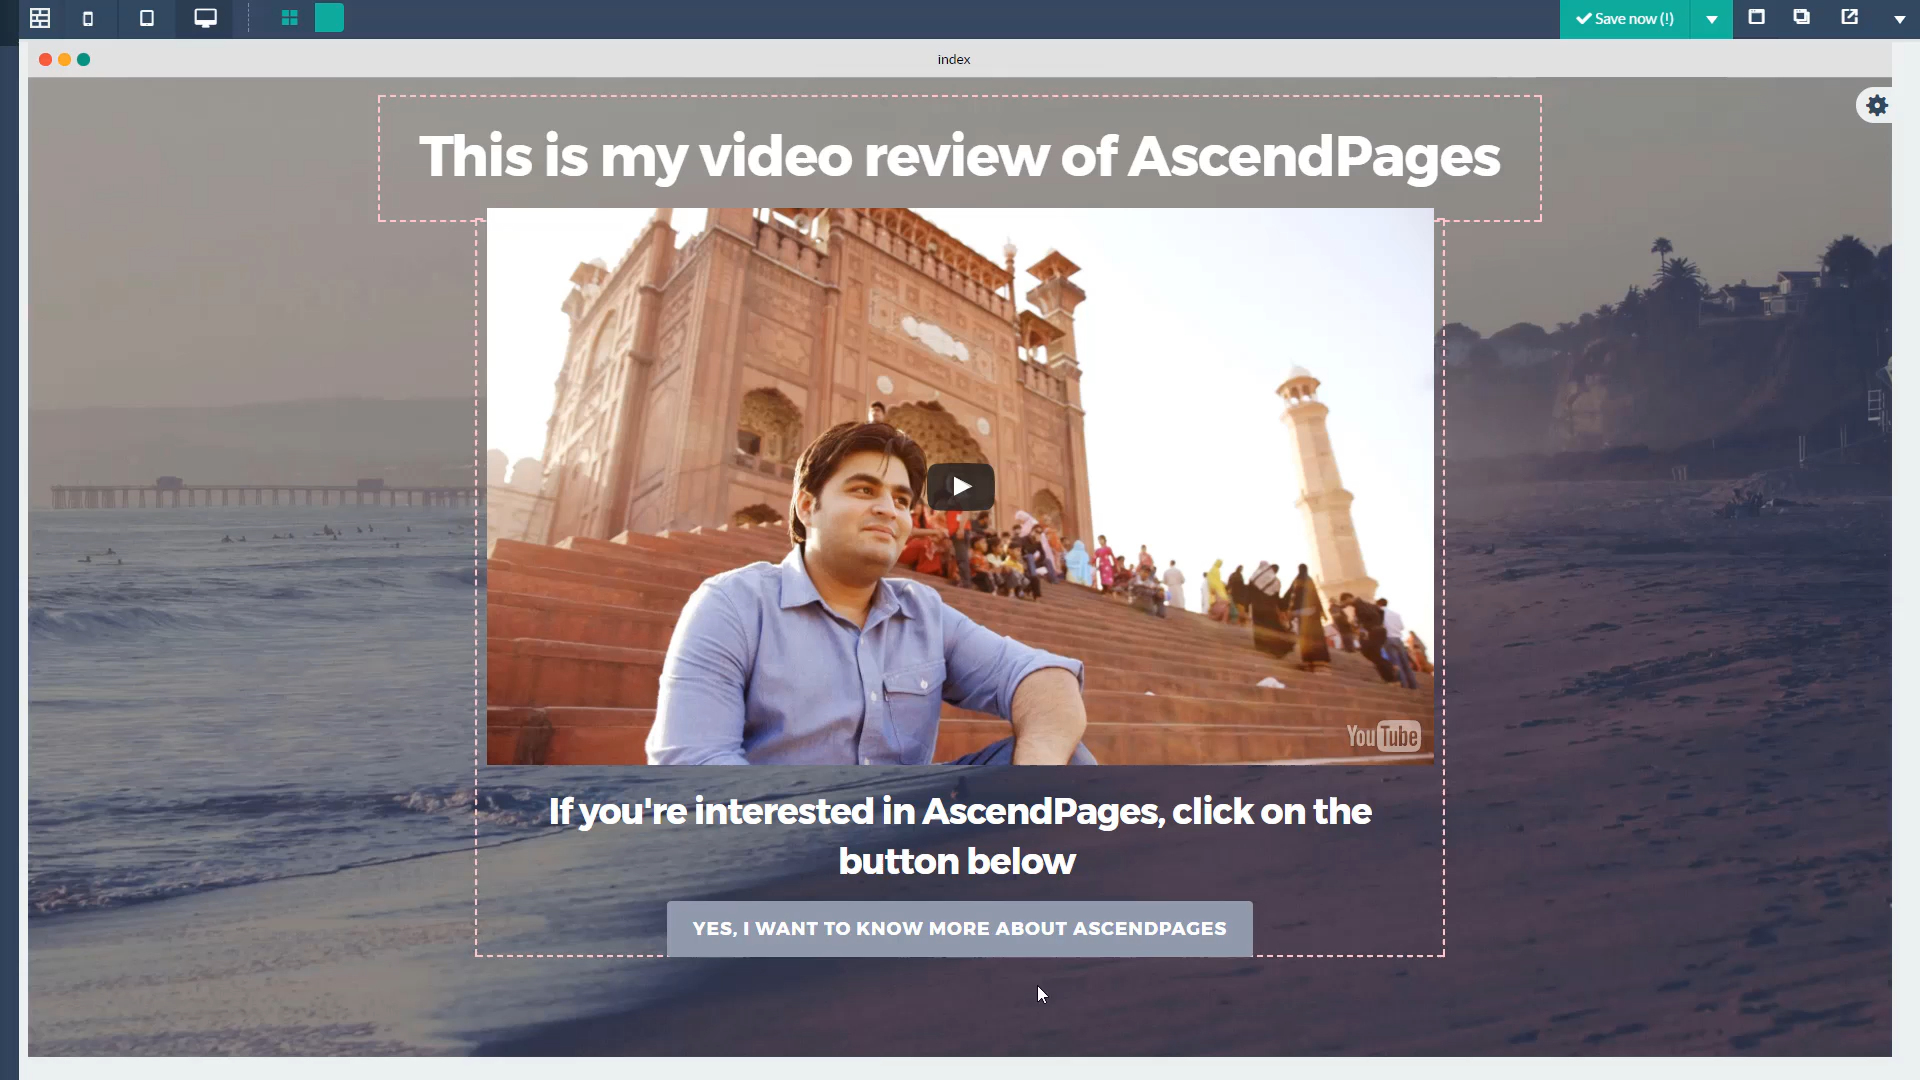 Save now (!)
index
This is my video review of AscendPages
YouTube
If you're interested in AscendPages, click on the
button below
YES, I WANT TO KNOW MORE ABOUT ASCENDPAGES